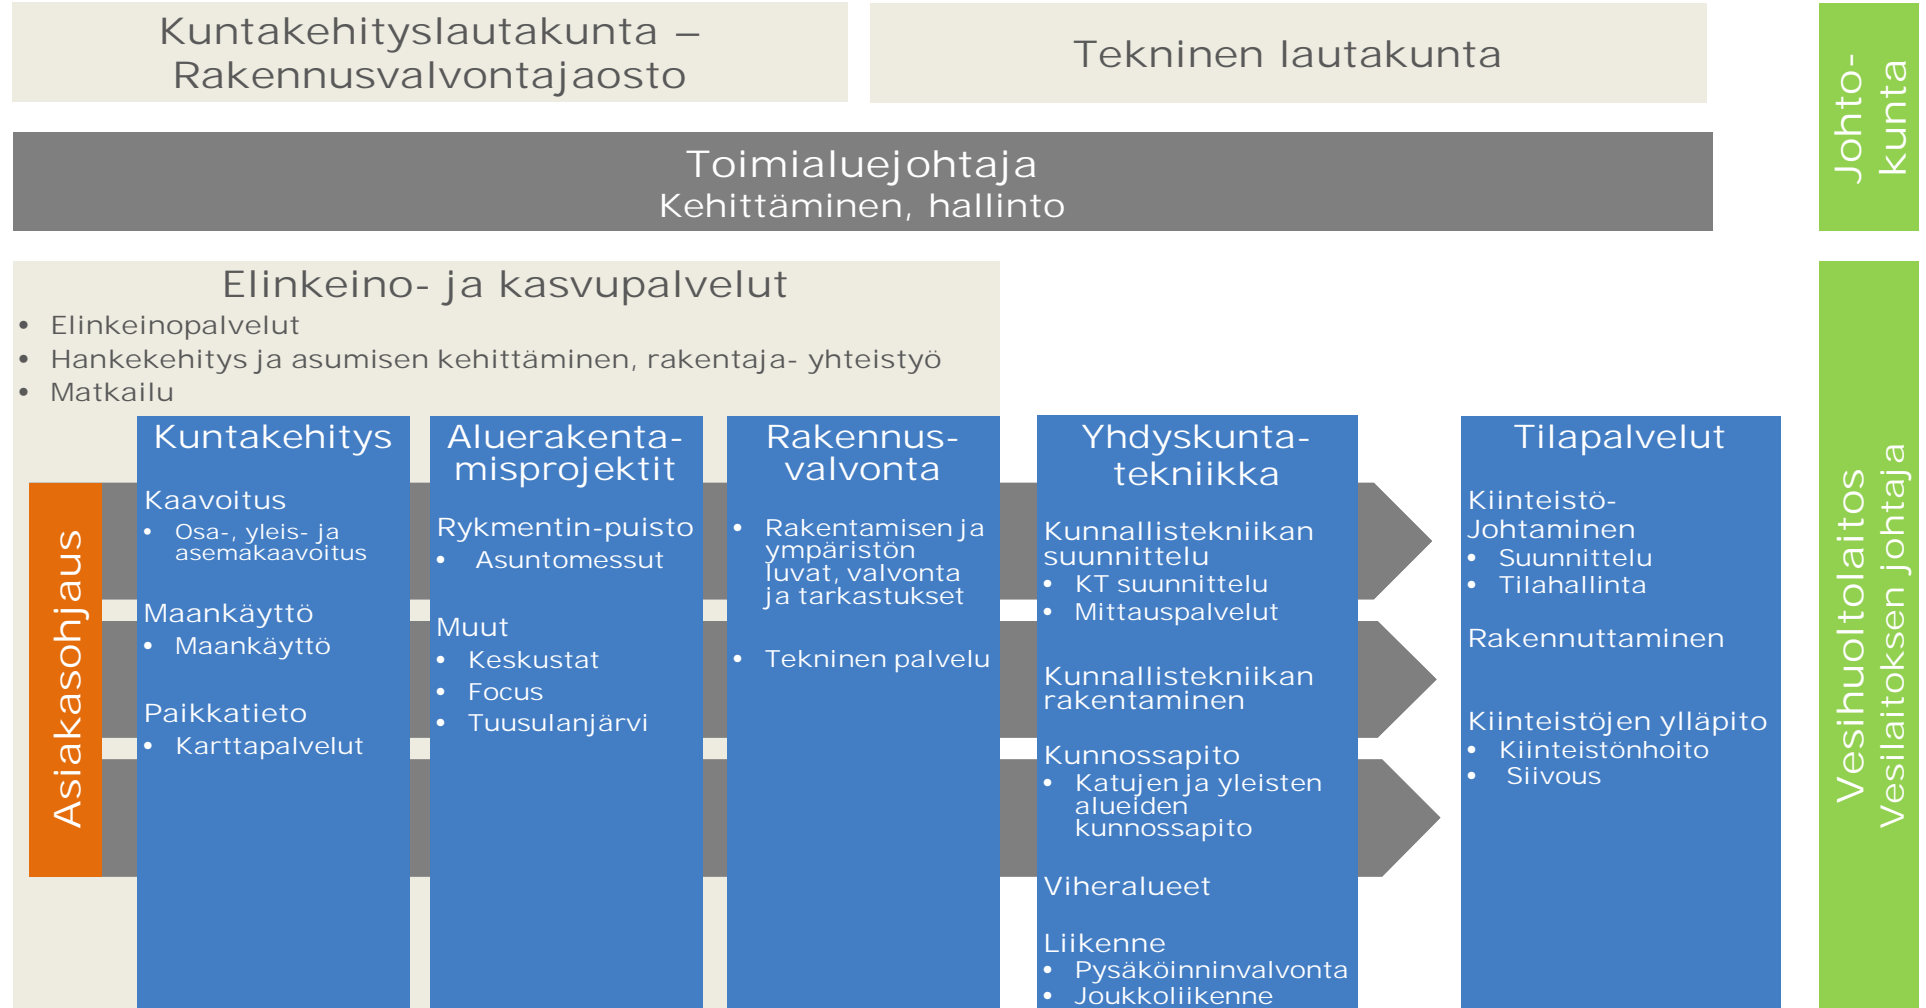 Kuntakehityslautakunta –
Rakennusvalvontajaosto
Tekninen lautakunta
Johto-
kunta
Toimialuejohtaja
Kehittäminen, hallinto
Elinkeino- ja kasvupalvelut
• Elinkeinopalvelut
• Hankekehitys ja asumisen kehittäminen, rakentaja- yhteistyö
• Matkailu
Asiakasohjaus
Kuntakehitys
Kaavoitus
• Osa-, yleis- ja
asemakaavoitus
Maankäyttö
• Maankäyttö
Paikkatieto
• Karttapalvelut
Aluerakenta-
misprojektit
Rykmentin-puisto
• Asuntomessut
Muut
• Keskustat
• Focus
• Tuusulanjärvi
Rakennus-
valvonta
• Rakentamisen ja
ympäristön
luvat, valvonta
ja tarkastukset
• Tekninen palvelu
Yhdyskunta-
tekniikka
Kunnallistekniikan
suunnittelu
• KT suunnittelu
• Mittauspalvelut
Kunnallistekniikan
rakentaminen
Kunnossapito
• Katujen ja yleisten
alueiden
kunnossapito
Viheralueet
Liikenne
• Pysäköinninvalvonta
• Joukkoliikenne
Tilapalvelut
Kiinteistö-
Johtaminen
• Suunnittelu
• Tilahallinta
Rakennuttaminen
Kiinteistöjen ylläpito
• Kiinteistönhoito
• Siivous
Vesihuoltolaitos
Vesilaitoksen johtaja